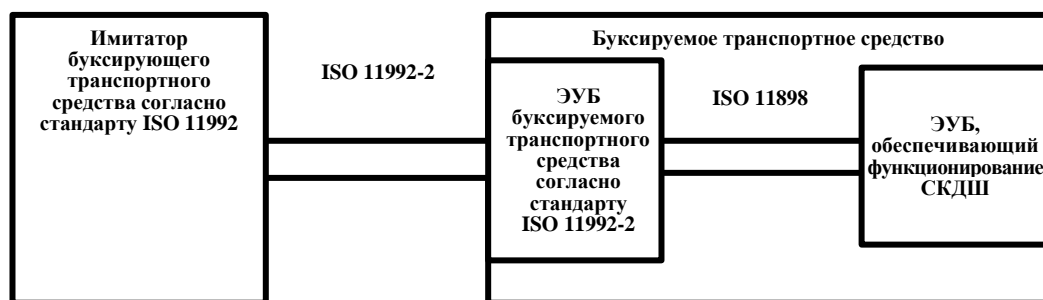 Имитатор
буксирующего
транспортного
средства согласно
стандарту ISO 11992
ISO 11992-2
Буксируемое транспортное средство
ЭУБ
буксируемого
транспортного
средства
согласно
стандарту
ISO 11992-2
ISO 11898
ЭУБ,
обеспечивающий
функционирование
СКДШ